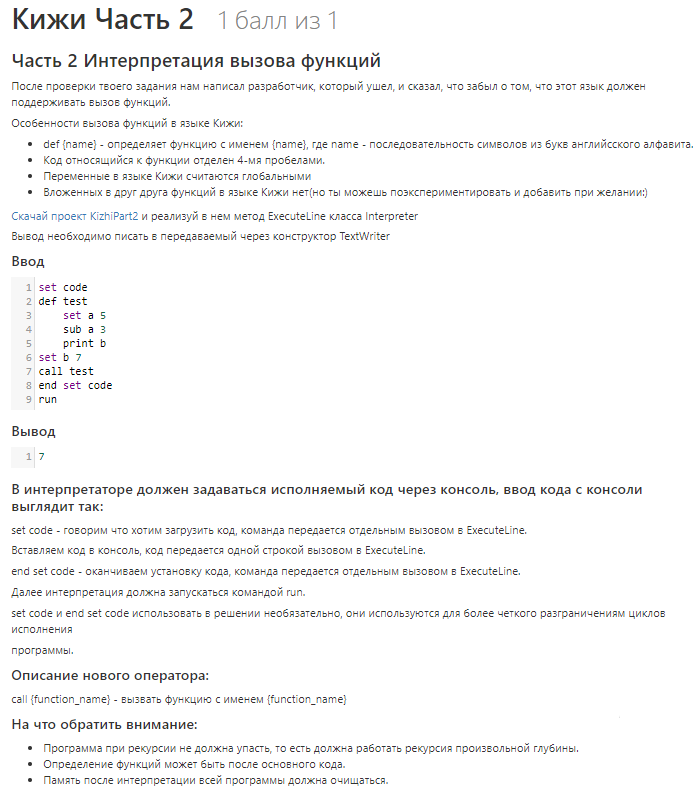 Кижи Часть 2 1 балл из 1
Часть 2 Интерпретация вызова функций
После проверки твоего задания нам написал разработчик, который ушел, и сказал, что забыл о том, что этот язык должен
поддерживать вызов функций.
Особенности вызова функций в языке Кижи:
• def {name} - определяет функцию с именем {name}, где name - последовательность символов из букв английсского алфавита.
• Код относящийся к функции отделен 4-мя пробелами.
• Переменные в языке Кижи считаются глобальными
• Вложенных в друг друга функций в языке Кижи нет(но ты можешь поэкспериментировать и добавить при желании:)
Скачай проект KizhiPart2 и реализуй в нем метод ExecuteLine класса Interpreter
Вывод необходимо писать в передаваемый через конструктор TextWriter
Ввод
1 set code
2 def test
3     set a 5
4     sub a 3
5     print b
6 set b 7
7 call test
8 end set code
9 run
Вывод
1 7
В интерпретаторе должен задаваться исполняемый код через консоль, ввод кода с консоли
выглядит так:
set code - говорим что хотим загрузить код, команда передается отдельным вызовом в ExecuteLine.
Вставляем код в консоль, код передается одной строкой вызовом в ExecuteLine.
end set code - оканчиваем установку кода, команда передается отдельным вызовом в ExecuteLine.
Далее интерпретация должна запускаться командой run.
set code и end set code использовать в решении необязательно, они используются для более четкого разграничениям циклов
исполнения
программы.
Описание нового оператора:
call {function_name} - вызвать функцию с именем {function_name}
На что обратить внимание:
• Программа при рекурсии не должна упасть, то есть должна работать рекурсия произвольной глубины.
• Определение функций может быть после основного кода.
• Память после интерпретации всей программы должна очищаться.